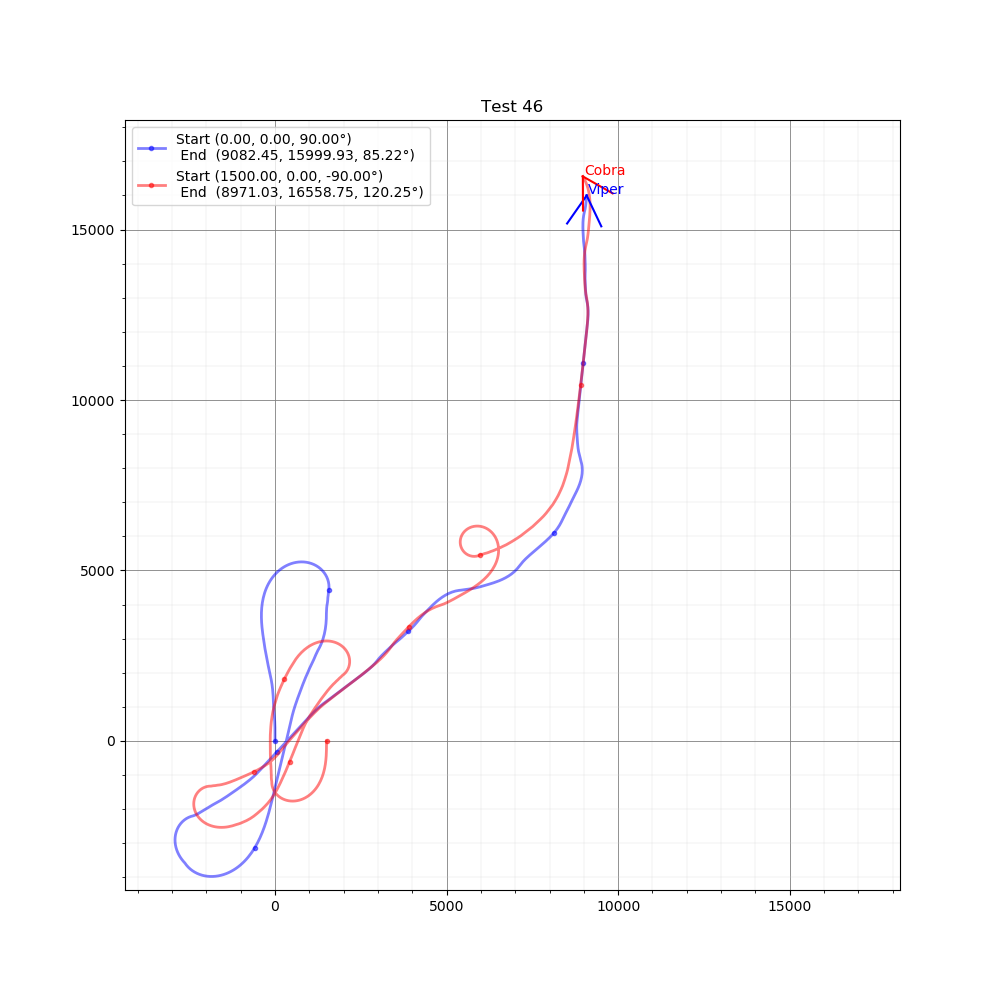 Test 46
Start (0.00, 0.00, 90.00°)
End (9082.45, 15999.93, 85.22°)
Start (1500.00, 0.00, -90.00°)
End (8971.03, 16558.75, 120.25°)
Cobra
Viper
15000
10000
5000
0
0 5000 10000 15000